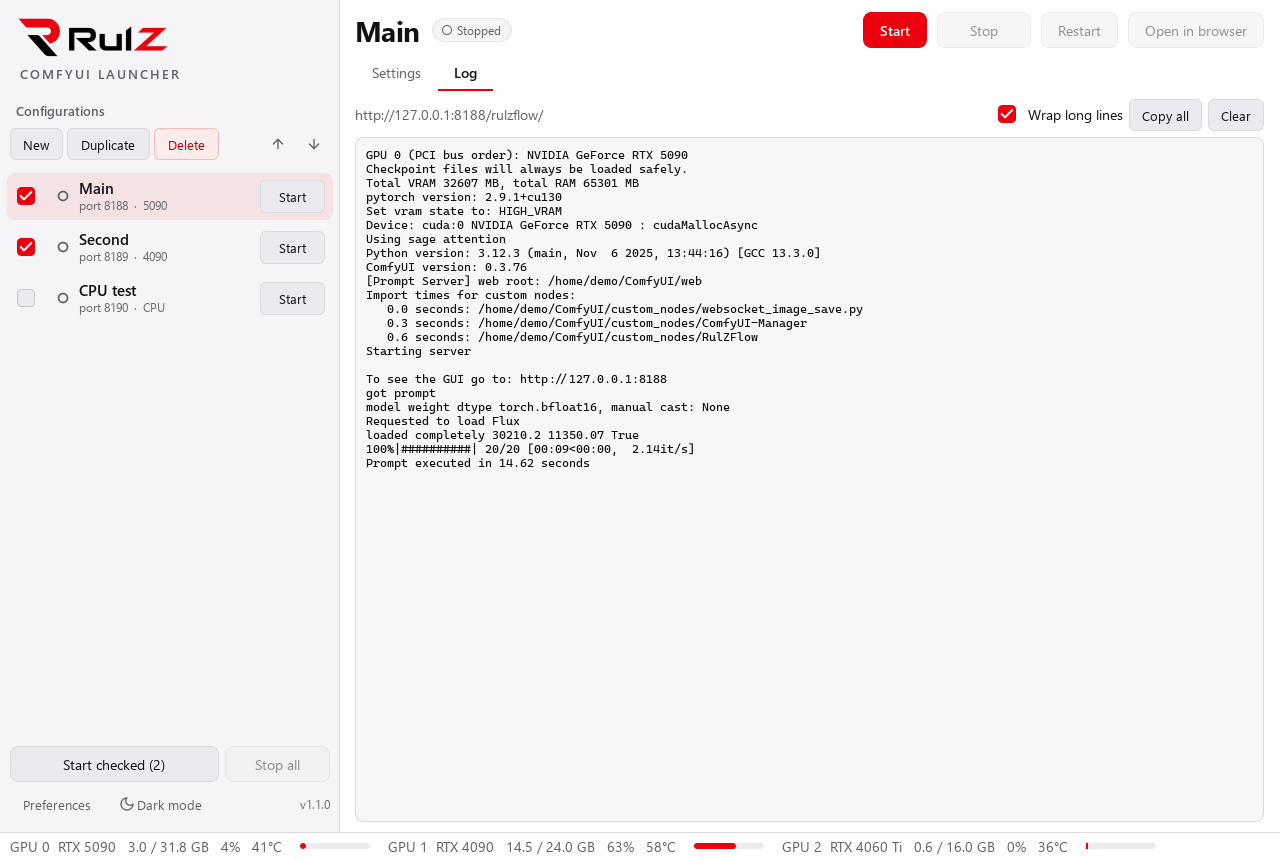 RulZ
COMFYUI LAUNCHER
Configurations
New Duplicate Delete
Main
port 8188 · 5090
Start
Second
port 8189 · 4090
Start
CPU test
port 8190 · CPU
Start
Start checked (2) Stop all
Preferences Dark mode v1.1.0
Main Stopped Start Stop Restart Open in browser
Settings Log
http://127.0.0.1:8188/rulzflow/ Wrap long lines Copy all Clear
GPU 0 (PCI bus order): NVIDIA GeForce RTX 5090
Checkpoint files will always be loaded safely.
Total VRAM 32607 MB, total RAM 65301 MB
pytorch version: 2.9.1+cu130
Set vram state to: HIGH_VRAM
Device: cuda:0 NVIDIA GeForce RTX 5090 : cudaMallocAsync
Using sage attention
Python version: 3.12.3 (main, Nov  6 2025, 13:44:16) [GCC 13.3.0]
ComfyUI version: 0.3.76
[Prompt Server] web root: /home/demo/ComfyUI/web
Import times for custom nodes:
   0.0 seconds: /home/demo/ComfyUI/custom_nodes/websocket_image_save.py
   0.3 seconds: /home/demo/ComfyUI/custom_nodes/ComfyUI-Manager
   0.6 seconds: /home/demo/ComfyUI/custom_nodes/RulZFlow
Starting server
To see the GUI go to: http://127.0.0.1:8188
got prompt
model weight dtype torch.bfloat16, manual cast: None
Requested to load Flux
loaded completely 30210.2 11350.07 True
100%|##########| 20/20 [00:09<00:00,  2.14it/s]
Prompt executed in 14.62 seconds
GPU 0 RTX 5090 3.0 / 31.8 GB 4% 41°C GPU 1 RTX 4090 14.5 / 24.0 GB 63% 58°C GPU 2 RTX 4060 Ti 0.6 / 16.0 GB 0% 36°C